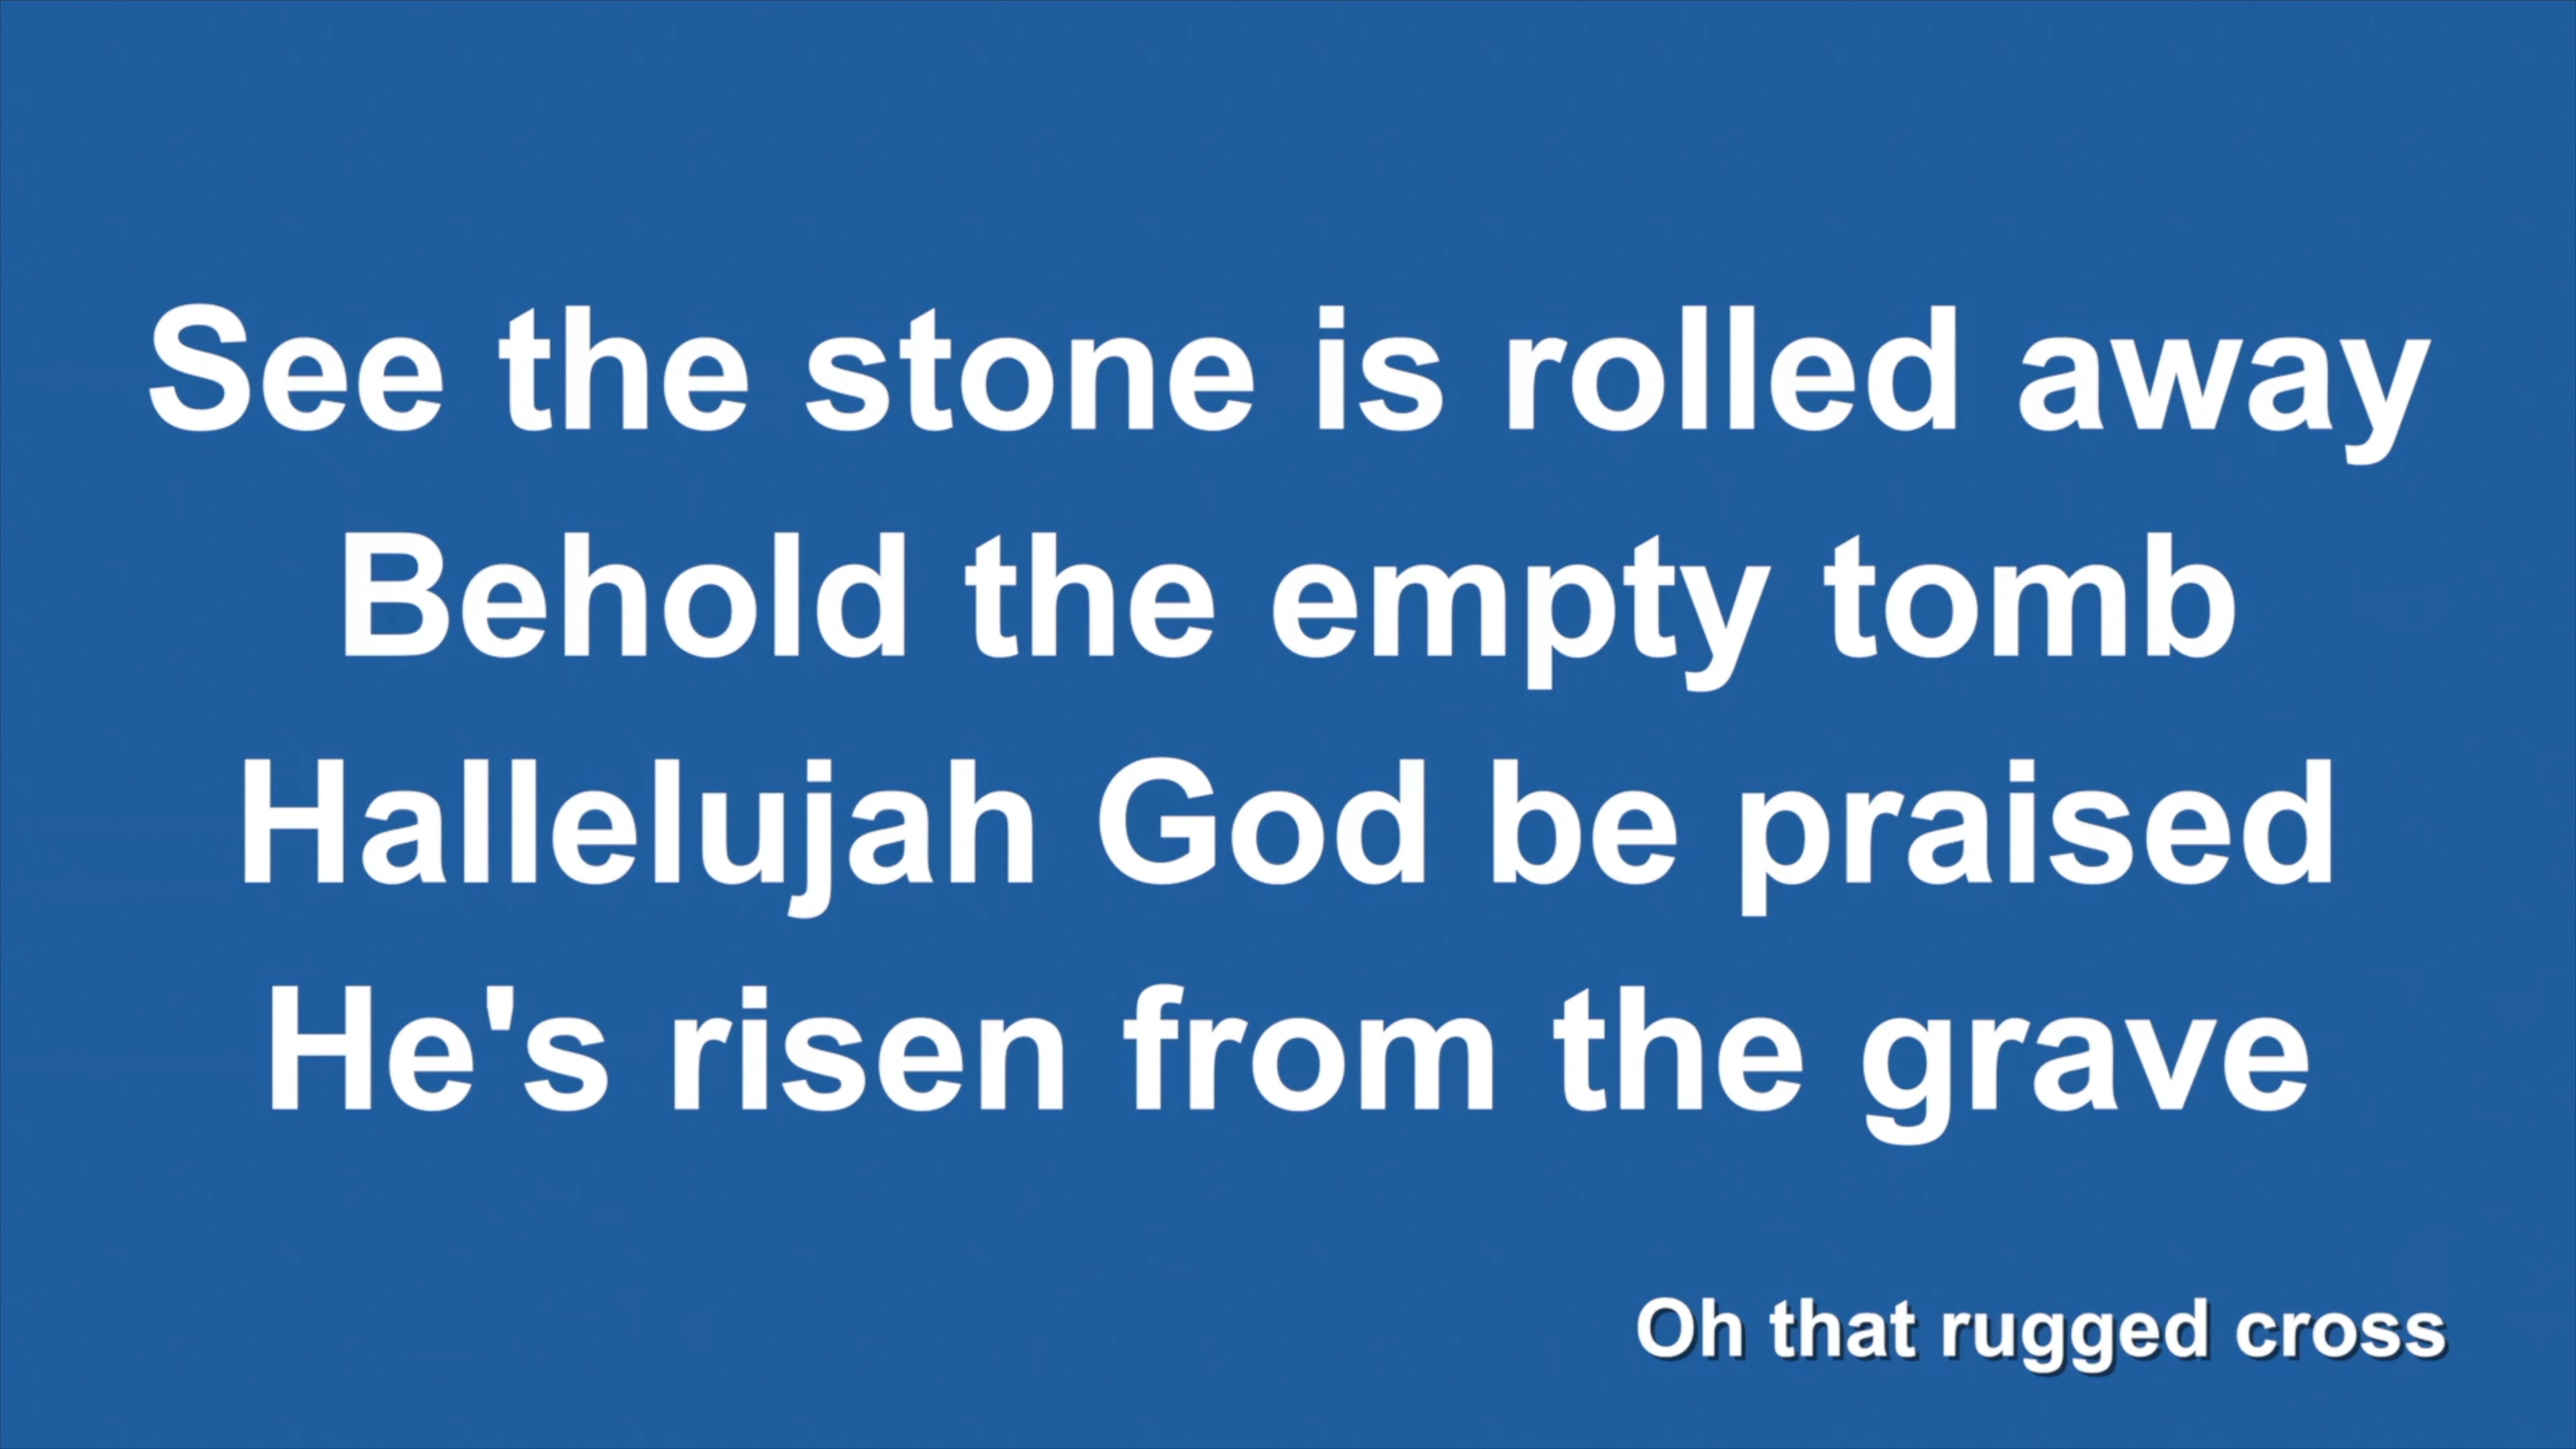 See the stone is rolled away
Behold the empty tomb
Hallelujah God be praised
He's risen from the grave
Oh that rugged cross